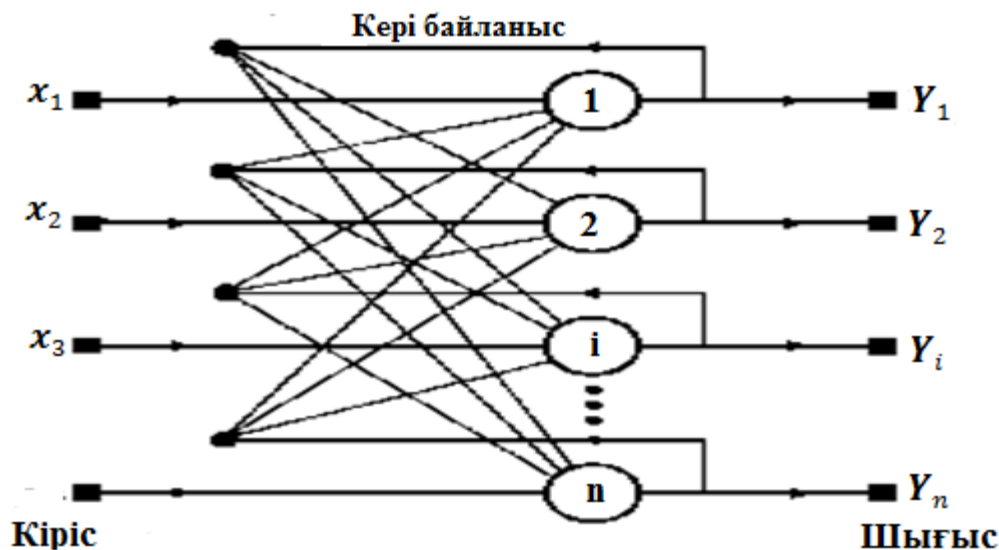 Кері байланыс
x₁ 1 Y₁
x₂ 2 Y₂
x₃ i Yᵢ
n Yₙ
Кіріс Шығыс